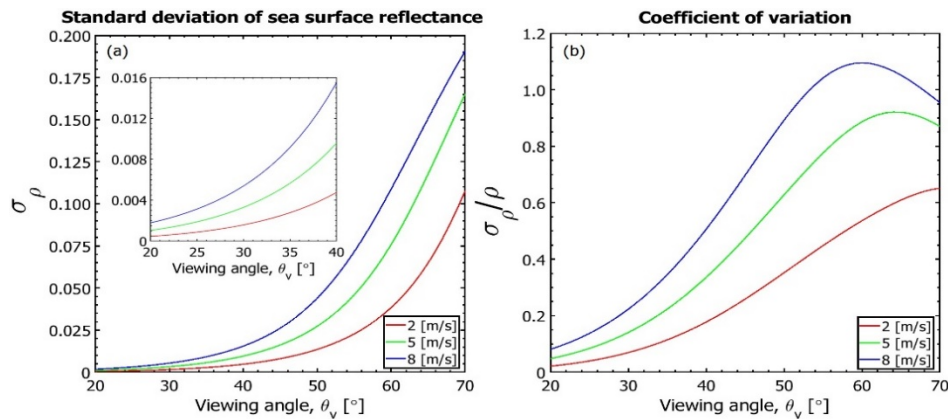 Standard deviation of sea surface reflectance
(a)
0.200
0.175
0.150
0.125
0.100
0.075
0.050
0.025
0
σρ
20 30 40 50 60 70
Viewing angle, θv [°]
0.016
0.012
0.008
0.004
0
20 25 30 35 40
Viewing angle, θv [°]
2 [m/s]
5 [m/s]
8 [m/s]
Coefficient of variation
(b)
1.2
1.0
0.8
0.6
0.4
0.2
0
σρ/ρ
20 30 40 50 60 70
Viewing angle, θv [°]
2 [m/s]
5 [m/s]
8 [m/s]